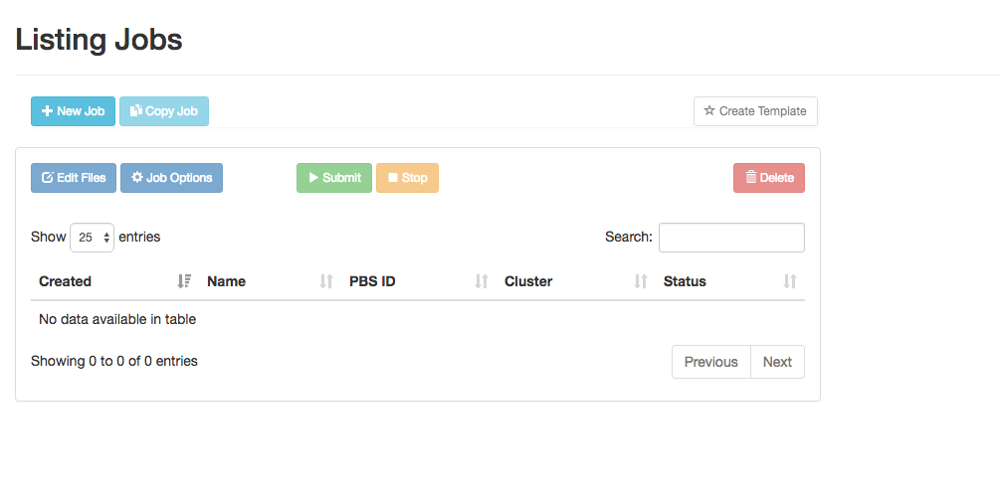 Listing Jobs
New Job Copy Job Create Template
Edit Files Job Options Submit Stop Delete
Show 25 entries Search:
Created Name PBS ID Cluster Status
No data available in table
Showing 0 to 0 of 0 entries Previous Next